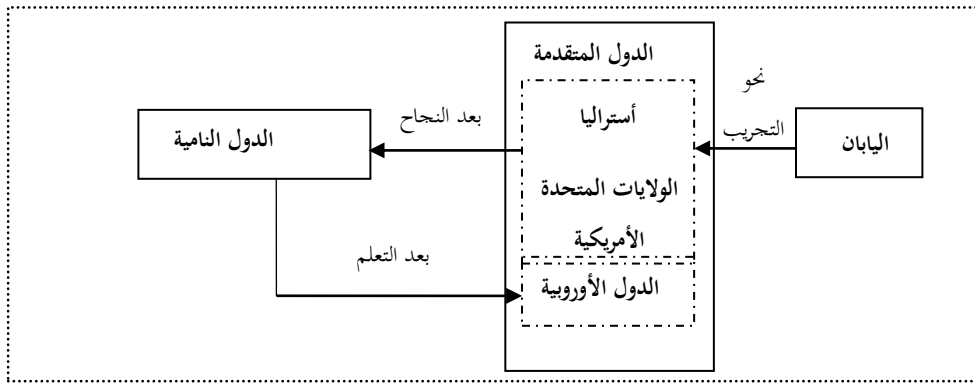 الدول المتقدمة
نحو
التجريب
اليابان
أستراليا
الولايات المتحدة
الأمريكية
الدول الأوروبية
بعد النجاح
الدول النامية
بعد التعلم